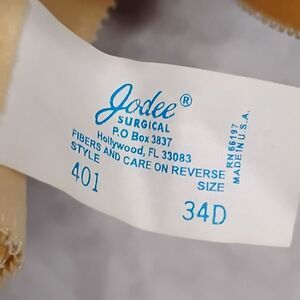 Jodee®
SURGICAL
P.O Box 3837
Hollywood, FL 33083
FIBERS AND CARE ON REVERSE
STYLE SIZE
401 34D
RN 66197
MADE IN U.S.A.